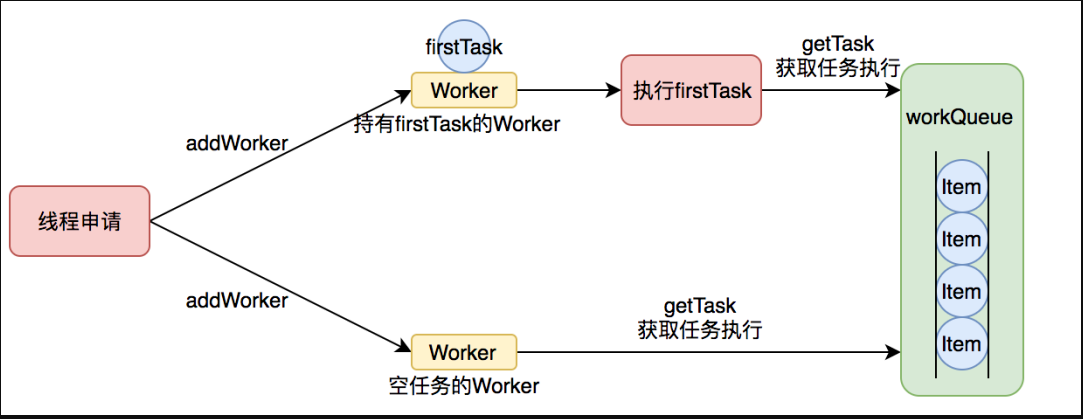 firstTask
Worker
持有firstTask的Worker
执行firstTask
getTask
获取任务执行
workQueue
addWorker
线程申请
Item
Item
Item
Item
addWorker
getTask
获取任务执行
Worker
空任务的Worker